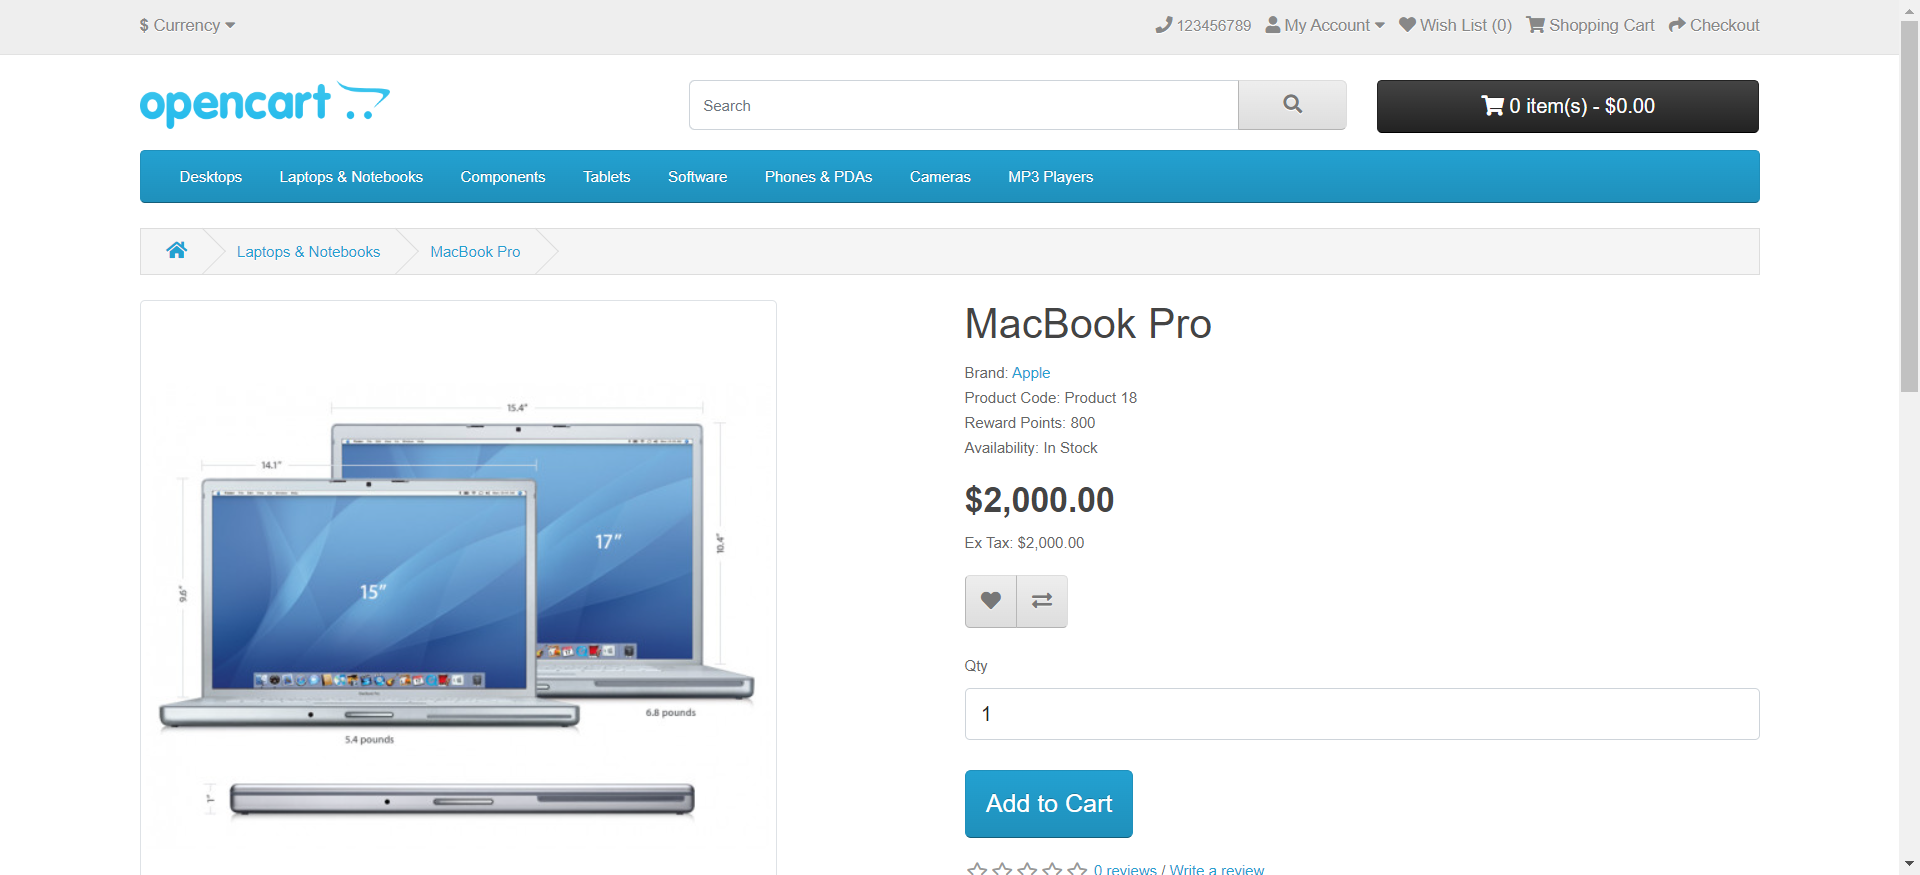 $ Currency
123456789 My Account Wish List (0) Shopping Cart Checkout
opencart
Search
0 item(s) - $0.00
Desktops Laptops & Notebooks Components Tablets Software Phones & PDAs Cameras MP3 Players
Laptops & Notebooks MacBook Pro
15.4"
14.1"
17"
10.4"
15"
9.6"
6.8 pounds
5.4 pounds
1"
MacBook Pro
Brand: Apple
Product Code: Product 18
Reward Points: 800
Availability: In Stock
$2,000.00
Ex Tax: $2,000.00
Qty
1
Add to Cart
0 reviews / Write a review